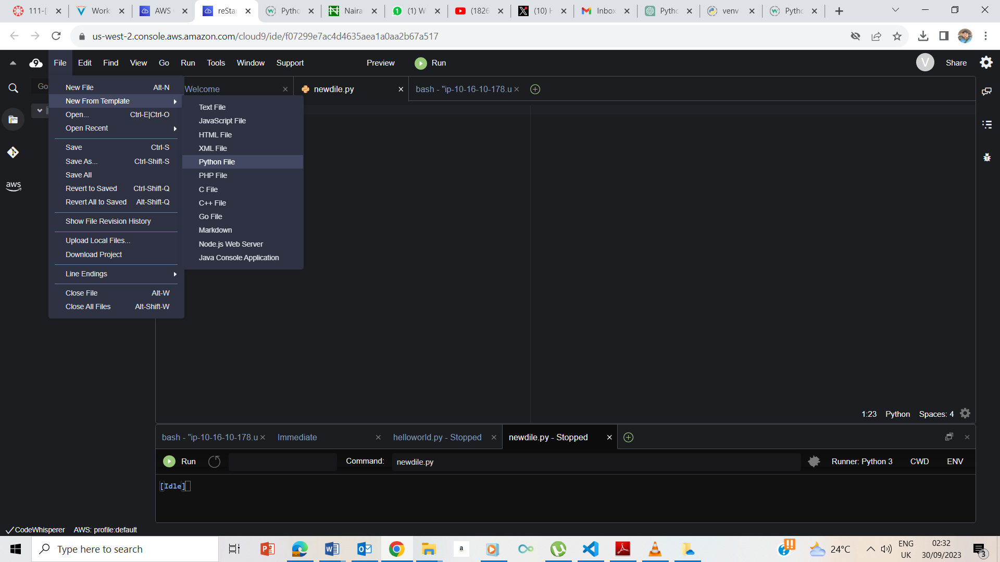 111-[
Work
AWS
reStar
Pytho
Naira
(1) W
(1826
(10) H
Inbox
Pytho
venv
Pytho
us-west-2.console.aws.amazon.com/cloud9/ide/f07299e7ac4d4635aea1a0aa2b67a517
File Edit Find View Go Run Tools Window Support Preview Run V Share
Go
Welcome
newdile.py
bash - "ip-10-16-10-178.u
New File Alt-N
New From Template
Open... Ctrl-E|Ctrl-O
Open Recent
Save Ctrl-S
Save As... Ctrl-Shift-S
Save All
Revert to Saved Ctrl-Shift-Q
Revert All to Saved Alt-Shift-Q
Show File Revision History
Upload Local Files...
Download Project
Line Endings
Close File Alt-W
Close All Files Alt-Shift-W
Text File
JavaScript File
HTML File
XML File
Python File
PHP File
C File
C++ File
Go File
Markdown
Node.js Web Server
Java Console Application
aws
1:23 Python Spaces: 4
bash - "ip-10-16-10-178.u
Immediate
helloworld.py - Stopped
newdile.py - Stopped
Run Command: newdile.py Runner: Python 3 CWD ENV
[Idle]
CodeWhisperer AWS: profile:default
Type here to search
24°C
ENG
UK
02:32
30/09/2023
3